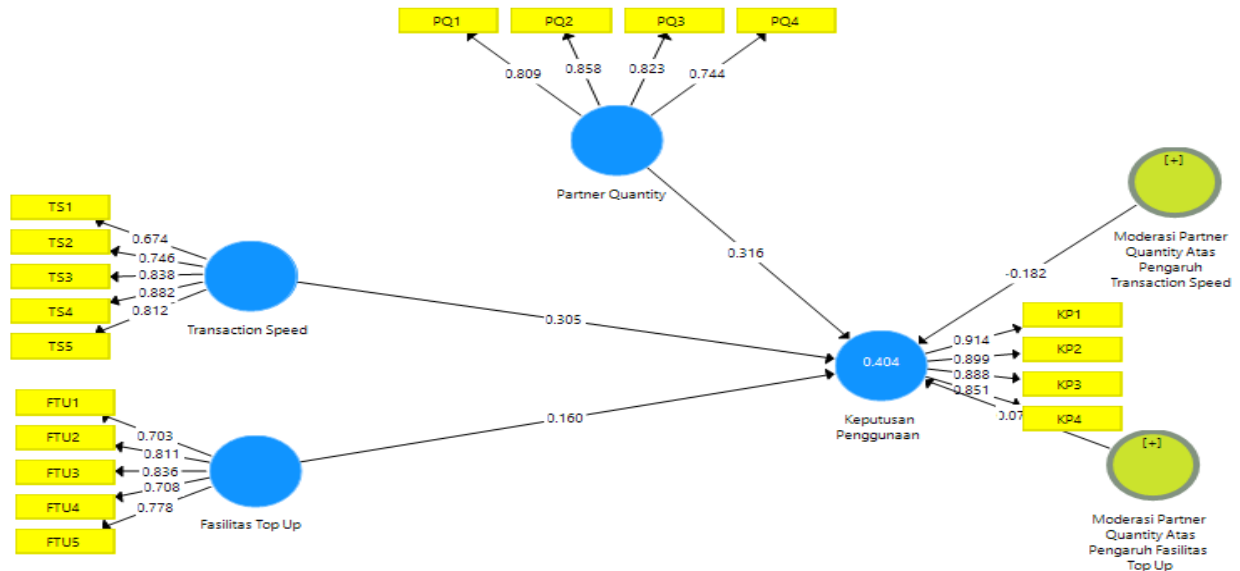 PQ1
PQ2
PQ3
PQ4
0.809
0.858
0.823
0.744
Partner Quantity
[+]
Moderasi Partner
Quantity Atas
Pengaruh
Transaction Speed
TS1
TS2
TS3
TS4
TS5
0.674
0.746
0.838
0.882
0.812
Transaction Speed
0.316
-0.182
0.305
0.404
Keputusan
Penggunaan
0.914
0.899
0.888
0.851
0.07
KP1
KP2
KP3
KP4
FTU1
FTU2
FTU3
FTU4
FTU5
0.703
0.811
0.836
0.708
0.778
Fasilitas Top Up
0.160
[+]
Moderasi Partner
Quantity Atas
Pengaruh Fasilitas
Top Up